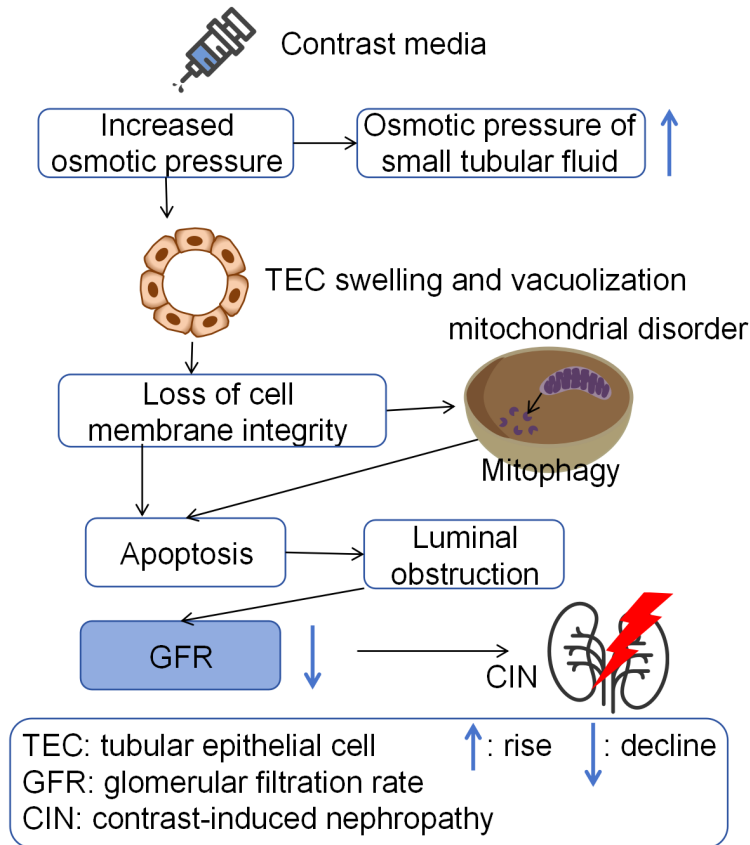 Contrast media
Increased
osmotic pressure
Osmotic pressure of
small tubular fluid
TEC swelling and vacuolization
mitochondrial disorder
Loss of cell
membrane integrity
Mitophagy
Apoptosis
Luminal
obstruction
GFR
CIN
TEC: tubular epithelial cell
: rise
: decline
GFR: glomerular filtration rate
CIN: contrast-induced nephropathy